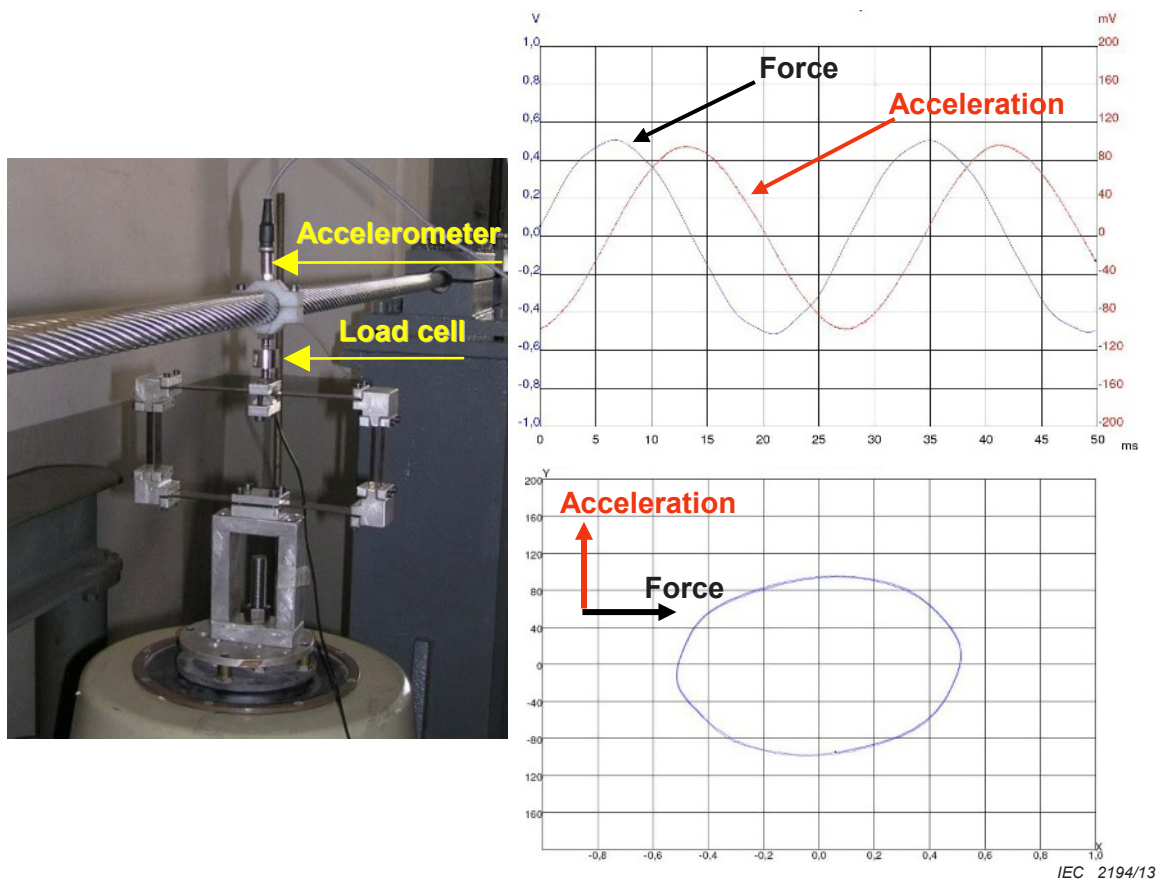 Accelerometer
Load cell
V
mV
1,0
0,8
0,6
0,4
0,2
0,0
-0,2
-0,4
-0,6
-0,8
-1,0
200
160
120
80
40
0
-40
-80
-120
-160
-200
Force
Acceleration
0 5 10 15 20 25 30 35 40 45 50
ms
Y
200
160
120
80
40
0
-40
-80
120
160
Acceleration
Force
-0,8 -0,6 -0,4 -0,2 0,0 0,2 0,4 0,6 0,8 1,0
X
IEC 2194/13